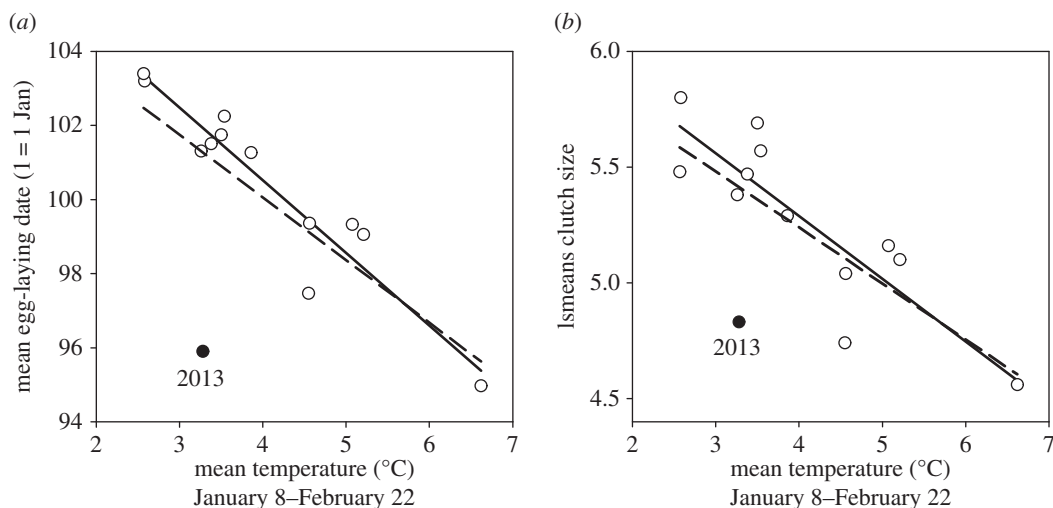 (a)
mean egg-laying date (1 = 1 Jan)
104
102
100
98
96
94
2013
2 3 4 5 6 7
mean temperature (°C)
January 8–February 22
(b)
lsmeans clutch size
6.0
5.5
5.0
4.5
2013
2 3 4 5 6 7
mean temperature (°C)
January 8–February 22